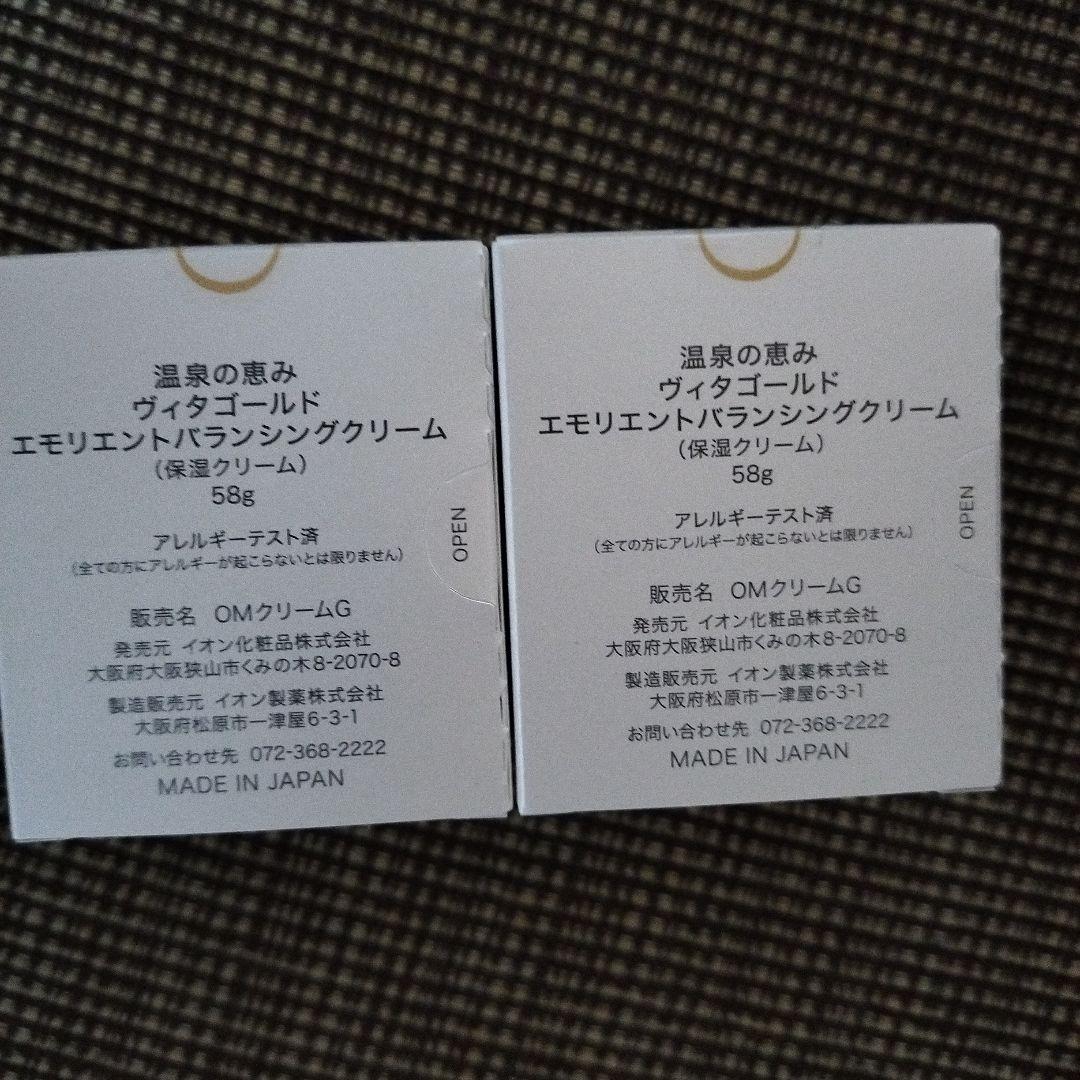 温泉の恵み
ヴィタゴールド
エモリエントバランシングクリーム
(保湿クリーム)
58g
アレルギーテスト済
(全ての方にアレルギーが起こらないとは限りません)
OPEN
販売名 OMクリームG
発売元 イオン化粧品株式会社
大阪府大阪狭山市くみの木8-2070-8
製造販売元 イオン製薬株式会社
大阪府松原市一津屋6-3-1
お問い合わせ先 072-368-2222
MADE IN JAPAN
温泉の恵み
ヴィタゴールド
エモリエントバランシングクリーム
(保湿クリーム)
58g
アレルギーテスト済
(全ての方にアレルギーが起こらないとは限りません)
OPEN
販売名 OMクリームG
発売元 イオン化粧品株式会社
大阪府大阪狭山市くみの木8-2070-8
製造販売元 イオン製薬株式会社
大阪府松原市一津屋6-3-1
お問い合わせ先 072-368-2222
MADE IN JAPAN